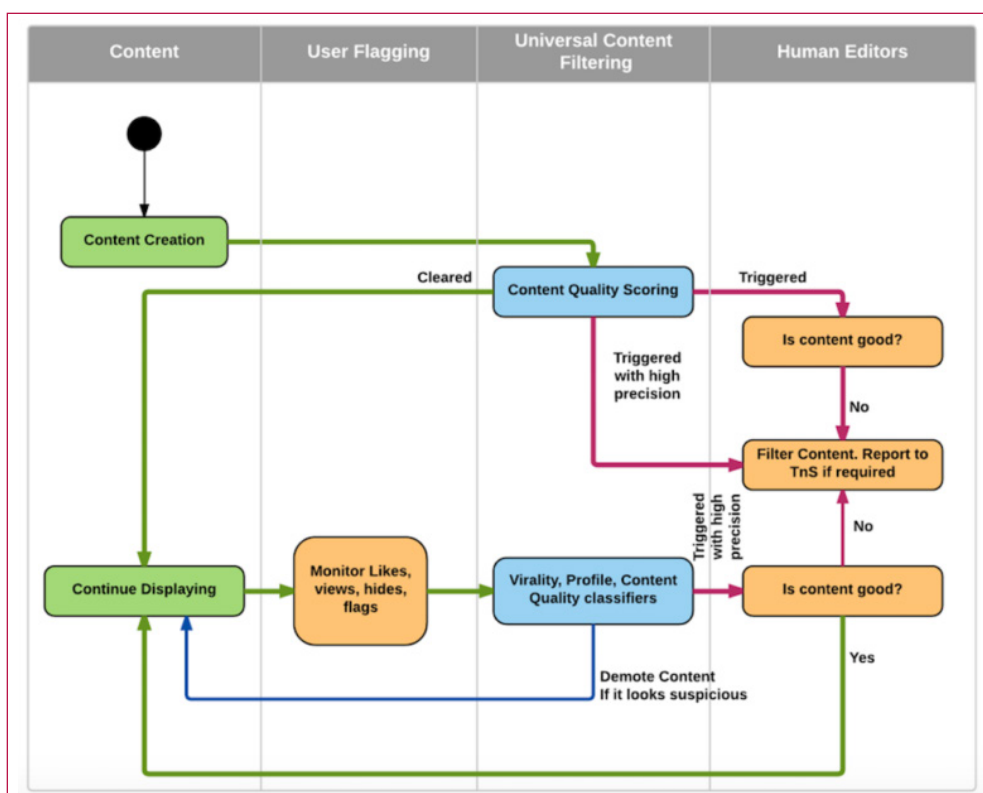 Content
User Flagging
Universal Content
Filtering
Human Editors
Content Creation
Cleared
Content Quality Scoring
Triggered
Is content good?
Triggered
with high
precision
No
Filter Content. Report to
TnS if required
Triggered
with high
precision
No
Continue Displaying
Monitor Likes,
views, hides,
flags
Virality, Profile, Content
Quality classifiers
Is content good?
Yes
Demote Content
If it looks suspicious